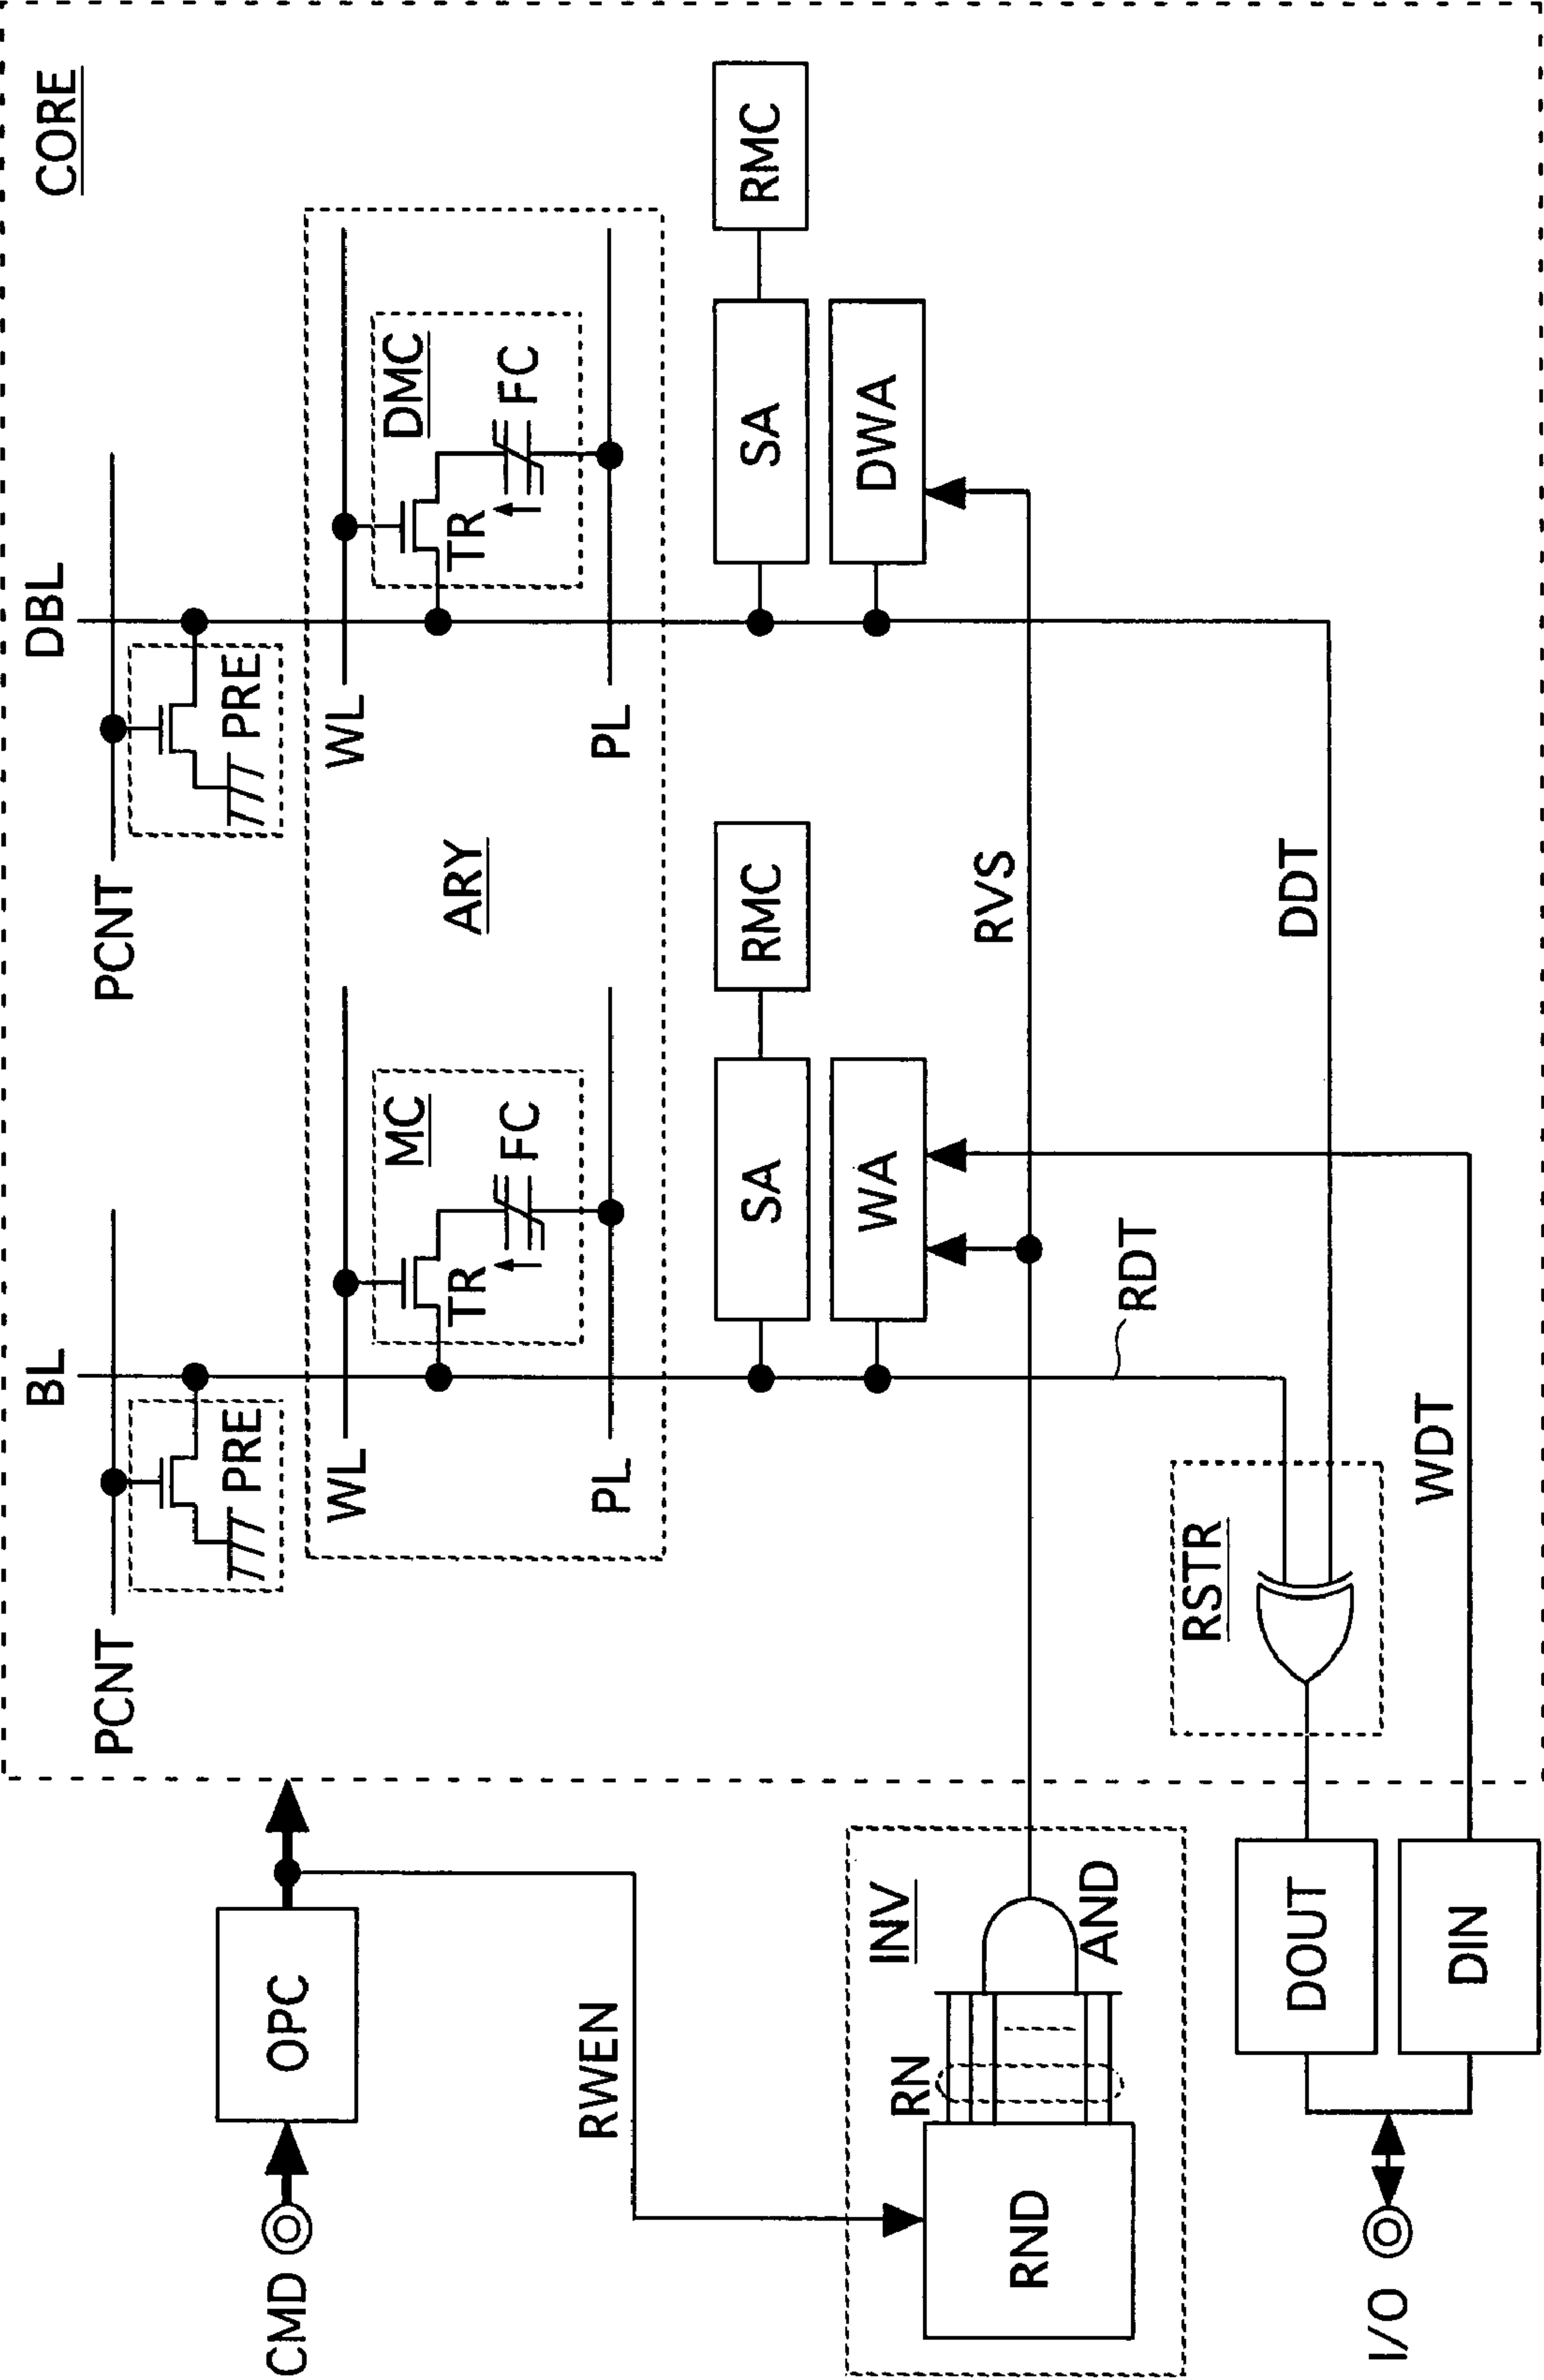 CORE
BL
DBL
PCNT
PCNT
PRE
PRE
WL
WL
MC
DMC
TR
FC
TR
FC
ARY
PL
PL
CMD
OPC
RWEN
SA
RMC
SA
RMC
WA
DWA
INV
RN
RND
AND
RVS
RDT
RSTR
DDT
DOUT
WDT
I/O
DIN